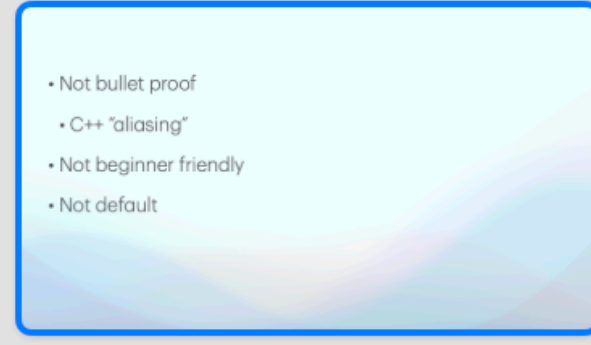 • Not bullet proof
• C++ “aliasing”
• Not beginner friendly
• Not default